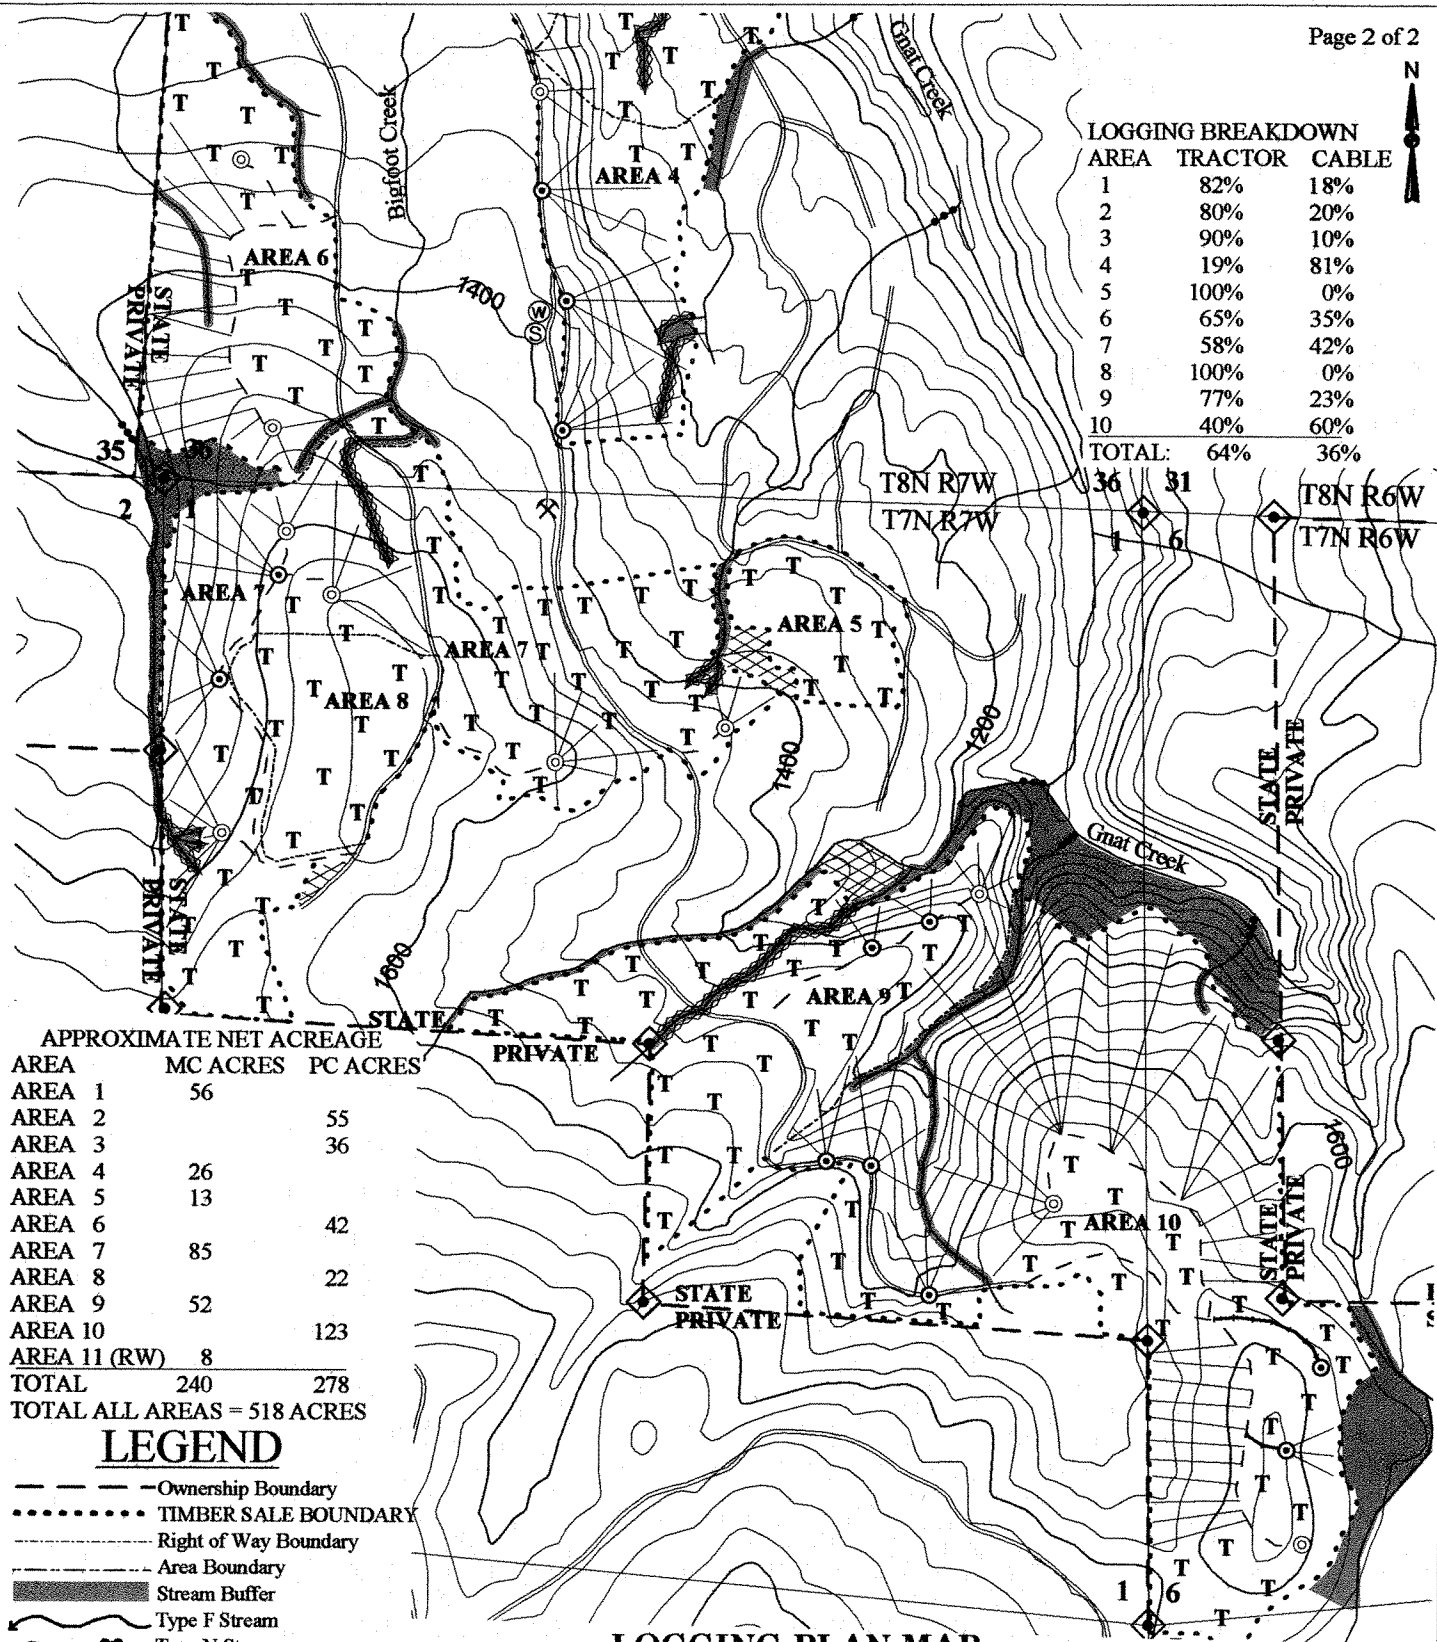 Page 2 of 2
N
LOGGING BREAKDOWN
AREA TRACTOR CABLE
1 82% 18%
2 80% 20%
3 90% 10%
4 19% 81%
5 100% 0%
6 65% 35%
7 58% 42%
8 100% 0%
9 77% 23%
10 40% 60%
TOTAL: 64% 36%
Gnat Creek
Bigfoot Creek
AREA 4
AREA 6
1400
W
S
STATE
PRIVATE
35 36
2 1
T8N R7W
T7N R7W
36 31
1 6
T8N R6W
T7N R6W
AREA 7
AREA 7
AREA 5
AREA 8
1400
1200
STATE
PRIVATE
Gnat Creek
STATE
PRIVATE
1600
AREA 9
STATE
PRIVATE
1600
AREA 10
STATE
PRIVATE
STATE
PRIVATE
1 6
APPROXIMATE NET ACREAGE
AREA MC ACRES PC ACRES
AREA 1 56
AREA 2 55
AREA 3 36
AREA 4 26
AREA 5 13
AREA 6 42
AREA 7 85
AREA 8 22
AREA 9 52
AREA 10 123
AREA 11 (RW) 8
TOTAL 240 278
TOTAL ALL AREAS = 518 ACRES
LEGEND
Ownership Boundary
TIMBER SALE BOUNDARY
Right of Way Boundary
Area Boundary
Stream Buffer
Type F Stream
LOGGING PLAN MAP